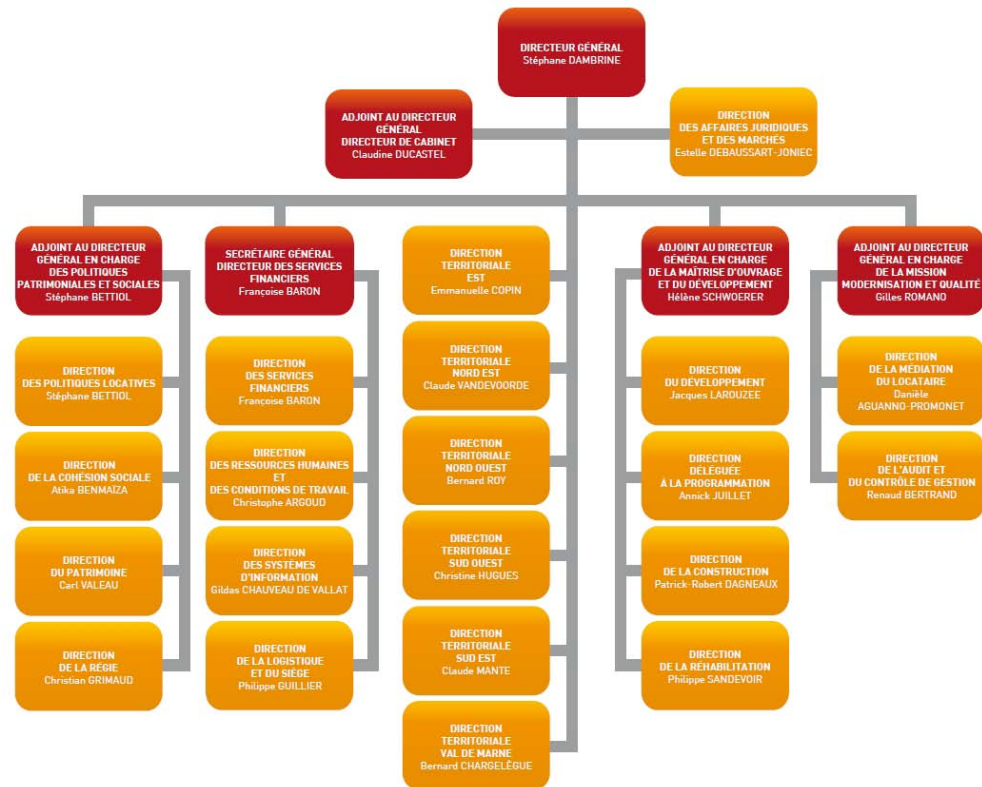 DIRECTEUR GÉNÉRAL
Stéphane DAMBRINE
ADJOINT AU DIRECTEUR
GÉNÉRAL
DIRECTEUR DE CABINET
Claudine DUCASTEL
DIRECTION
DES AFFAIRES JURIDIQUES
ET DES MARCHÉS
Estelle DEBAUSSART-JONIEC
ADJOINT AU DIRECTEUR
GÉNÉRAL EN CHARGE
DES POLITIQUES
PATRIMONIALES ET SOCIALES
Stéphane BETTIOL
DIRECTION
DES POLITIQUES LOCATIVES
Stéphane BETTIOL
DIRECTION
DE LA COHÉSION SOCIALE
Atika BENMAÏZA
DIRECTION
DU PATRIMOINE
Carl VALEAU
DIRECTION
DE LA RÉGIE
Christian GRIMAUD
SECRÉTAIRE GÉNÉRAL
DIRECTEUR DES SERVICES
FINANCIERS
Françoise BARON
DIRECTION
DES SERVICES
FINANCIERS
Françoise BARON
DIRECTION
DES RESSOURCES HUMAINES
ET
DES CONDITIONS DE TRAVAIL
Christophe ARGOUD
DIRECTION
DES SYSTÈMES
D'INFORMATION
Gildas CHAUVEAU DE VALLAT
DIRECTION
DE LA LOGISTIQUE
ET DU SIÈGE
Philippe GUILLIER
DIRECTION
TERRITORIALE
EST
Emmanuelle COPIN
DIRECTION
TERRITORIALE
NORD EST
Claude VANDEVOORDE
DIRECTION
TERRITORIALE
NORD OUEST
Bernard ROY
DIRECTION
TERRITORIALE
SUD OUEST
Christine HUGUES
DIRECTION
TERRITORIALE
SUD EST
Claude MANTE
DIRECTION
TERRITORIALE
VAL DE MARNE
Bernard CHARGELÈGUE
ADJOINT AU DIRECTEUR
GÉNÉRAL EN CHARGE
DE LA MAÎTRISE D'OUVRAGE
ET DU DÉVELOPPEMENT
Hélène SCHWOERER
DIRECTION
DU DÉVELOPPEMENT
Jacques LAROUZEE
DIRECTION
DÉLÉGUÉE
À LA PROGRAMMATION
Annick JUILLET
DIRECTION
DE LA CONSTRUCTION
Patrick-Robert DAGNEAUX
DIRECTION
DE LA RÉHABILITATION
Philippe SANDEVOIR
ADJOINT AU DIRECTEUR
GÉNÉRAL EN CHARGE
DE LA MISSION
MODERNISATION ET QUALITÉ
Gilles ROMANO
DIRECTION
DE LA MÉDIATION
DU LOCATAIRE
Danièle
AGUANNO-PROMONET
DIRECTION
DE L'AUDIT ET
DU CONTRÔLE DE GESTION
Renaud BERTRAND